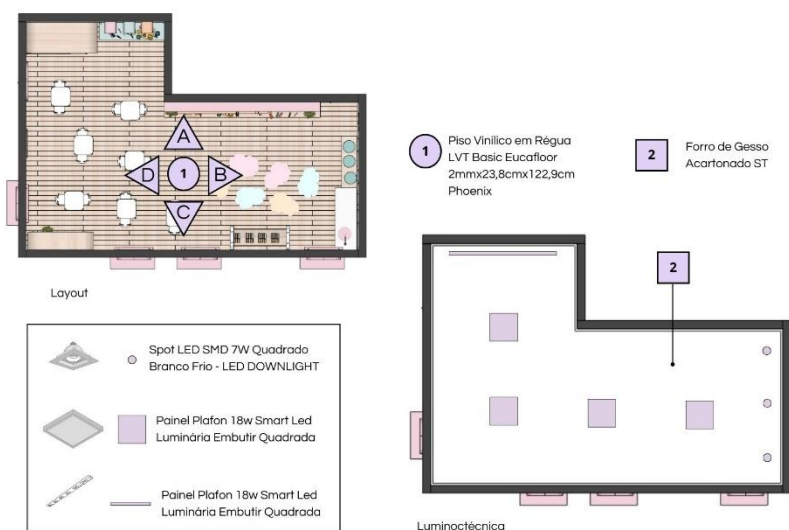 A
D
1
B
C
Layout
1
Piso Vinílico em Régua
LVT Basic Eucafloor
2mmx23,8cmx122,9cm
Phoenix
2
Forro de Gesso
Acartonado ST
2
Spot LED SMD 7W Quadrado
Branco Frio - LED DOWNLIGHT
Painel Plafon 18w Smart Led
Luminária Embutir Quadrada
Painel Plafon 18w Smart Led
Luminária Embutir Quadrada
Luminoctécnica